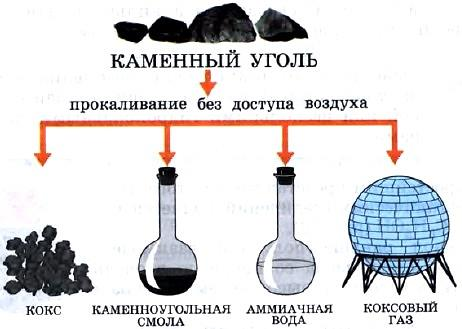 КАМЕННЫЙ УГОЛЬ
прокаливание без доступа воздуха
КОКС
КАМЕННОУГОЛЬНАЯ
СМОЛА
АММИАЧНАЯ
ВОДА
КОКСОВЫЙ
ГАЗ